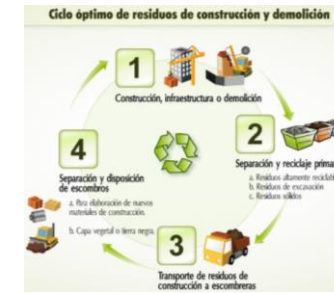 Ciclo óptimo de residuos de construcción y demolición
1
Construcción, infraestructura o demolición
2
Separación y reciclaje prima
a. Residuos altamente reciclabl
b. Residuos de excavación
c. Residuos sólidos
3
Transporte de residuos de
construcción a escombreras
4
Separación y disposición
de escombros
a. Para elaboración de nuevos
materiales de construcción.
b. Capa vegetal o tierra negra.